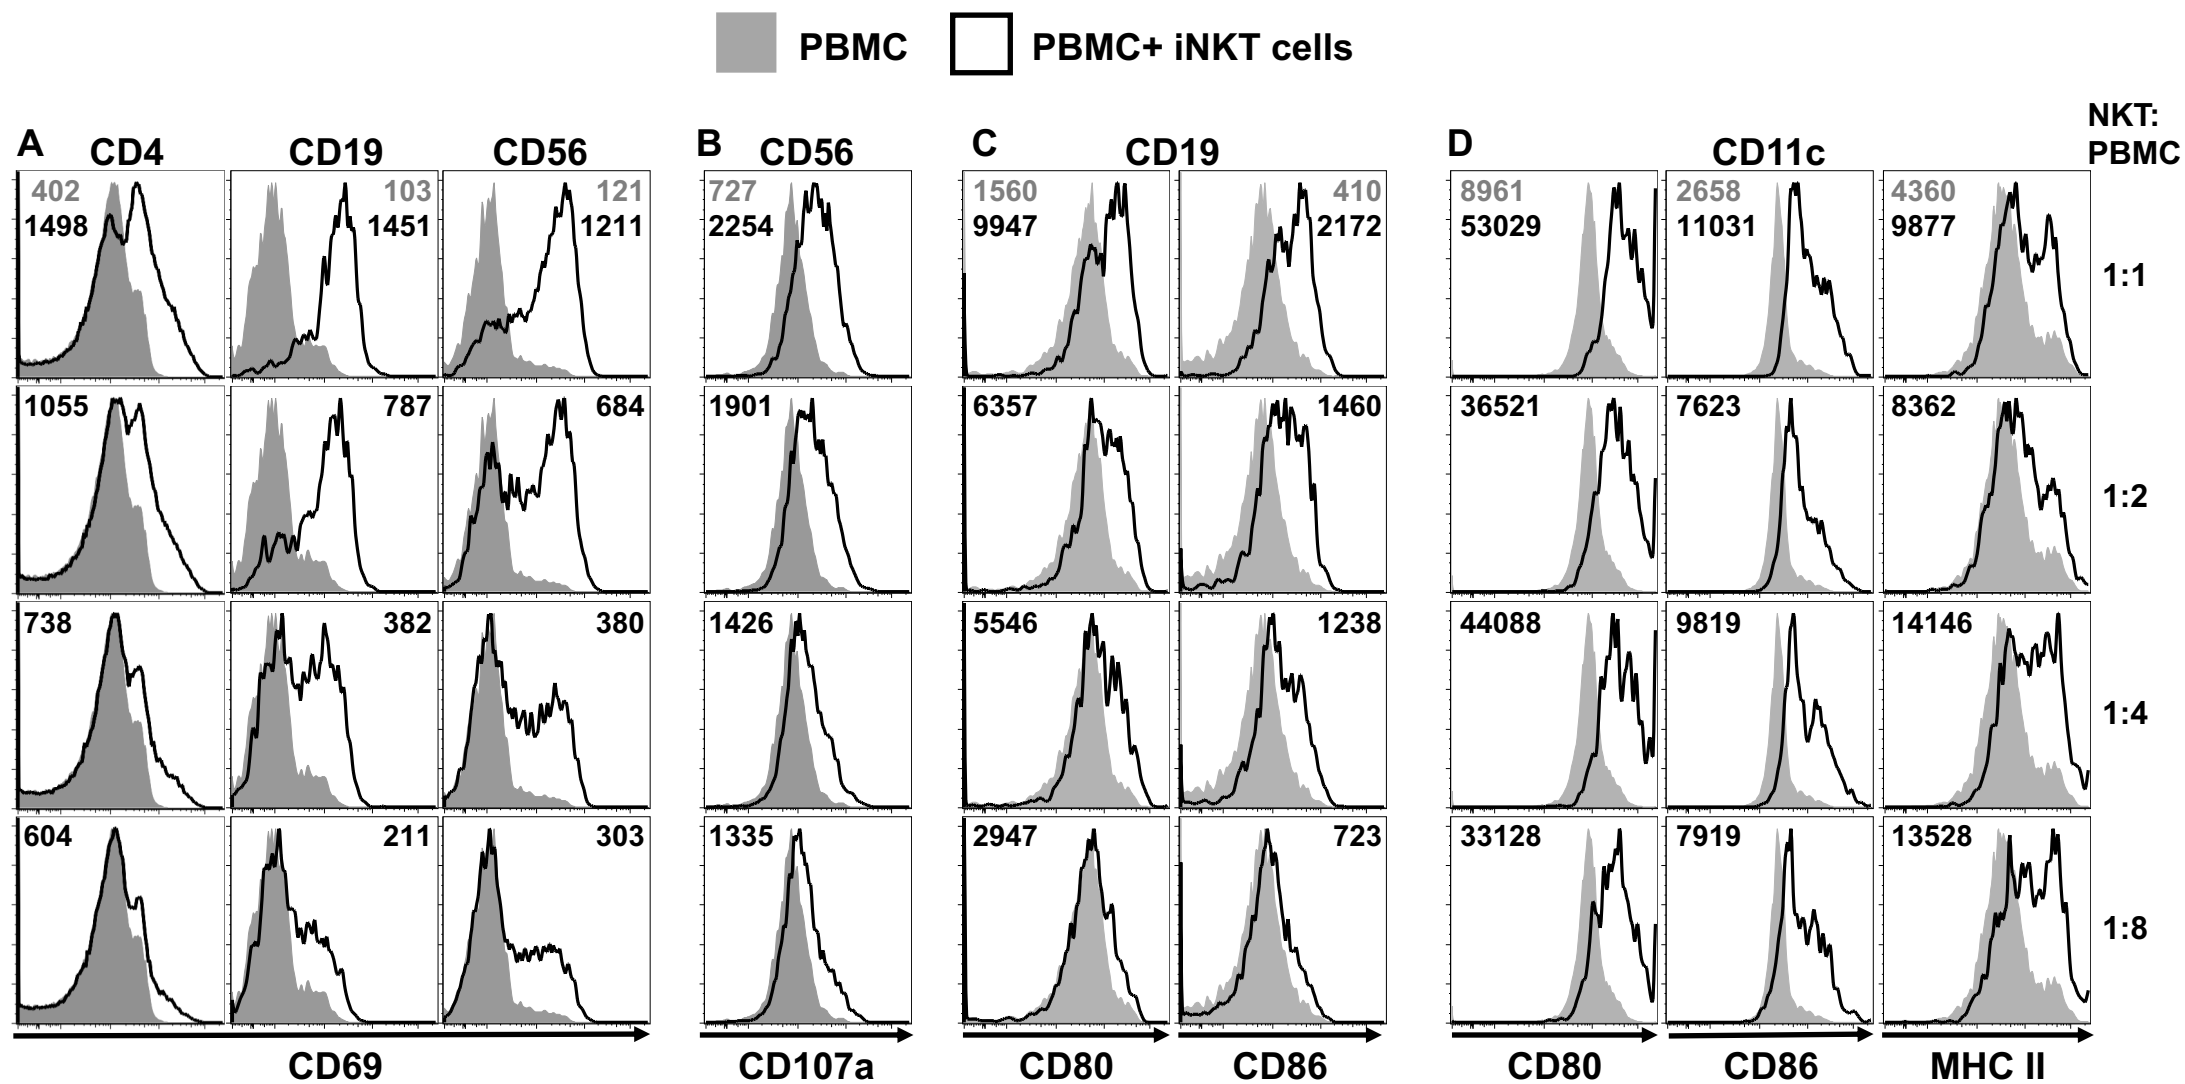 PBMC PBMC+ iNKT cells
NKT:
PBMC
A CD4 CD19 CD56 B CD56 C CD19 D CD11c
402 103 121 727 1560 410 8961 2658 4360
1498 1451 1211 2254 9947 2172 53029 11031 9877
1:1
1055 787 684 1901 6357 1460 36521 7623 8362
1:2
738 382 380 1426 5546 1238 44088 9819 14146
1:4
604 211 303 1335 2947 723 33128 7919 13528
1:8
CD69 CD107a CD80 CD86 CD80 CD86 MHC II